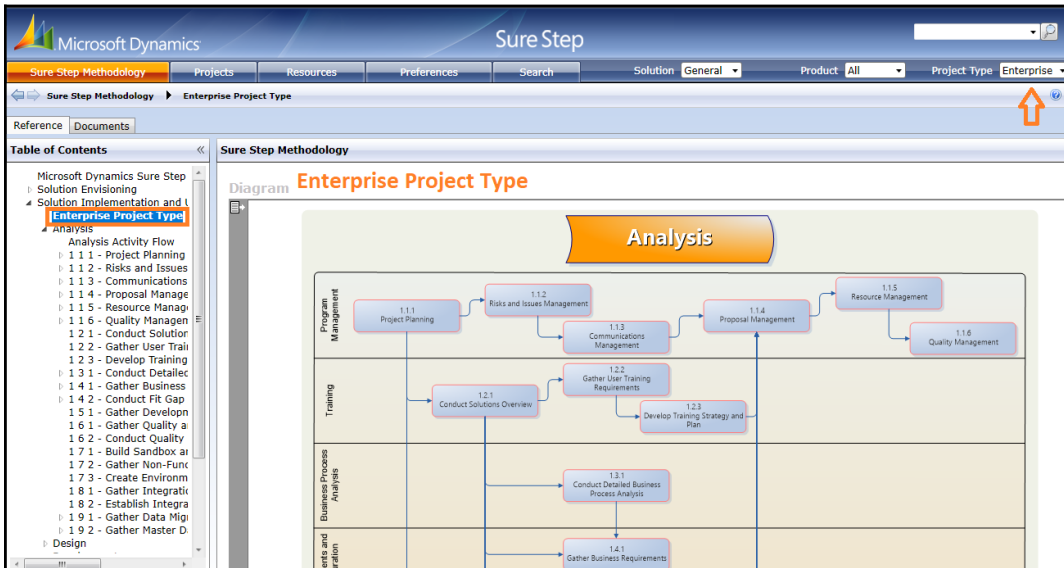 Microsoft Dynamics
Sure Step
Sure Step Methodology Projects Resources Preferences Search Solution General Product All Project Type Enterprise
Sure Step Methodology Enterprise Project Type
Reference Documents
Table of Contents
Microsoft Dynamics Sure Step
Solution Envisioning
Solution Implementation and
Enterprise Project Type
Analysis
Analysis Activity Flow
1 1 1 - Project Planning
1 1 2 - Risks and Issues
1 1 3 - Communications
1 1 4 - Proposal Manage
1 1 5 - Resource Manag
1 1 6 - Quality Managen
1 2 1 - Conduct Solution
1 2 2 - Gather User Train
1 2 3 - Develop Training
1 3 1 - Conduct Detailed
1 4 1 - Gather Business
1 4 2 - Conduct Fit Gap
1 5 1 - Gather Developn
1 6 1 - Gather Quality a
1 6 2 - Conduct Quality
1 7 1 - Build Sandbox a
1 7 2 - Gather Non-Func
1 7 3 - Create Environm
1 8 1 - Gather Integratic
1 8 2 - Establish Integra
1 9 1 - Gather Data Mig
1 9 2 - Gather Master D
Design
Sure Step Methodology
Diagram Enterprise Project Type
Analysis
Program
Management
1.1.1
Project Planning
1.1.2
Risks and Issues Management
1.1.3
Communications
Management
1.1.4
Proposal Management
1.1.5
Resource Management
1.1.6
Quality Management
Training
1.2.1
Conduct Solutions Overview
1.2.2
Gather User Training
Requirements
1.2.3
Develop Training Strategy and
Plan
Business Process
Analysis
1.3.1
Conduct Detailed Business
Process Analysis
1.4.1
Gather Business Requirements